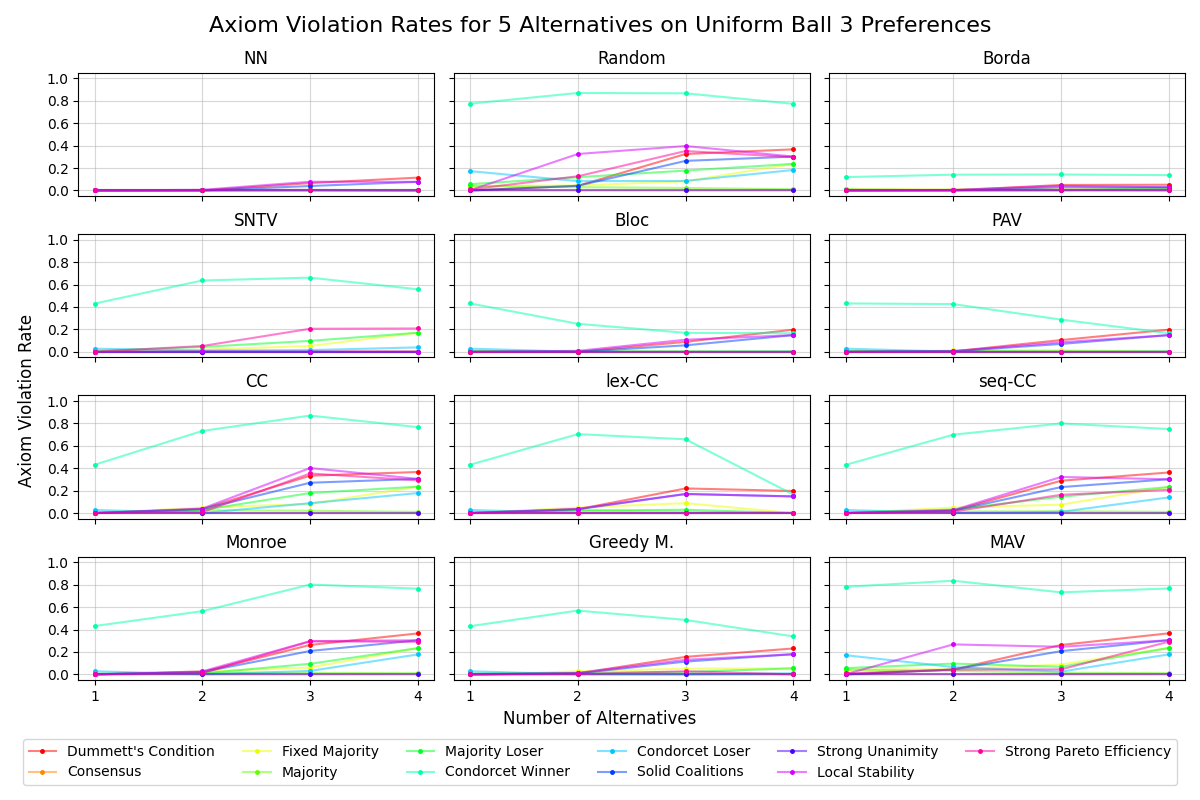 Axiom Violation Rates for 5 Alternatives on Uniform Ball 3 Preferences
NN
Random
Borda
1.0
0.8
0.6
0.4
0.2
0.0
SNTV
Bloc
PAV
1.0
0.8
0.6
0.4
0.2
0.0
Axiom Violation Rate
CC
lex-CC
seq-CC
1.0
0.8
0.6
0.4
0.2
0.0
Monroe
Greedy M.
MAV
1.0
0.8
0.6
0.4
0.2
0.0
1 2 3 4
1 2 3 4
1 2 3 4
Number of Alternatives
Dummett's Condition
Consensus
Fixed Majority
Majority
Majority Loser
Condorcet Winner
Condorcet Loser
Solid Coalitions
Strong Unanimity
Local Stability
Strong Pareto Efficiency